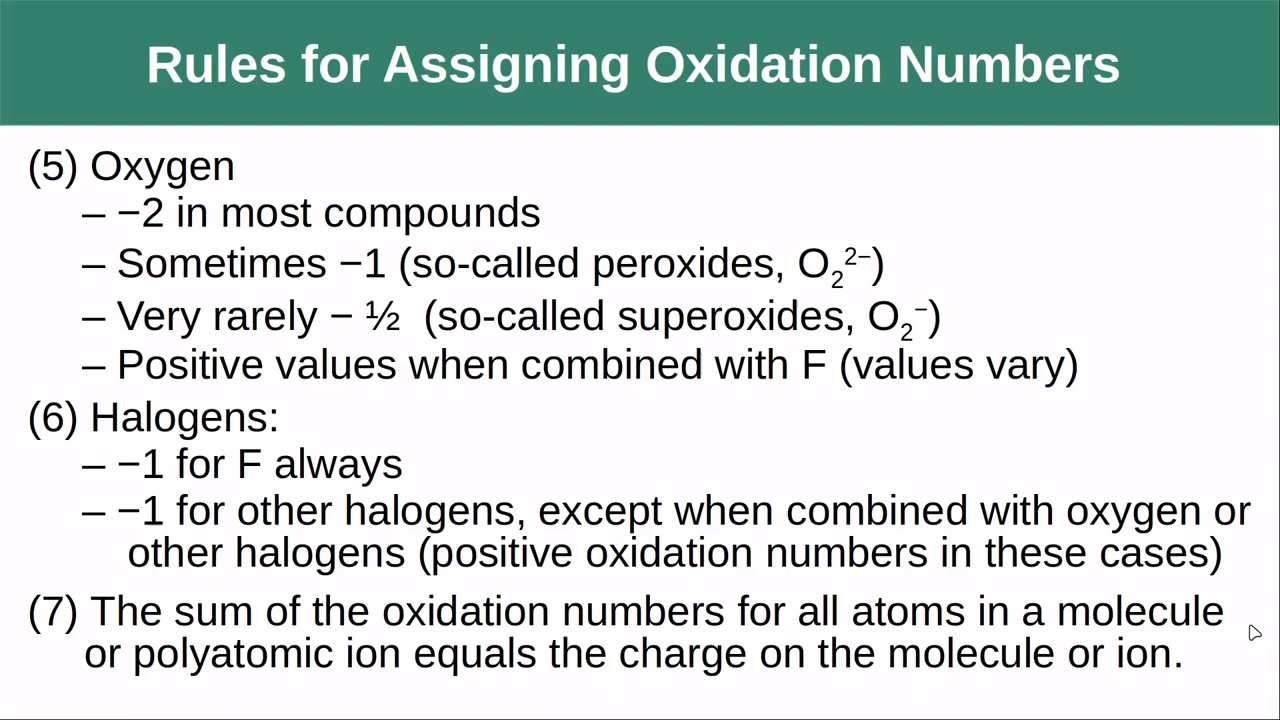 Rules for Assigning Oxidation Numbers
(5) Oxygen
– −2 in most compounds
– Sometimes −1 (so-called peroxides, O₂²⁻)
– Very rarely − ½ (so-called superoxides, O₂⁻)
– Positive values when combined with F (values vary)
(6) Halogens:
– −1 for F always
– −1 for other halogens, except when combined with oxygen or
other halogens (positive oxidation numbers in these cases)
(7) The sum of the oxidation numbers for all atoms in a molecule
or polyatomic ion equals the charge on the molecule or ion.